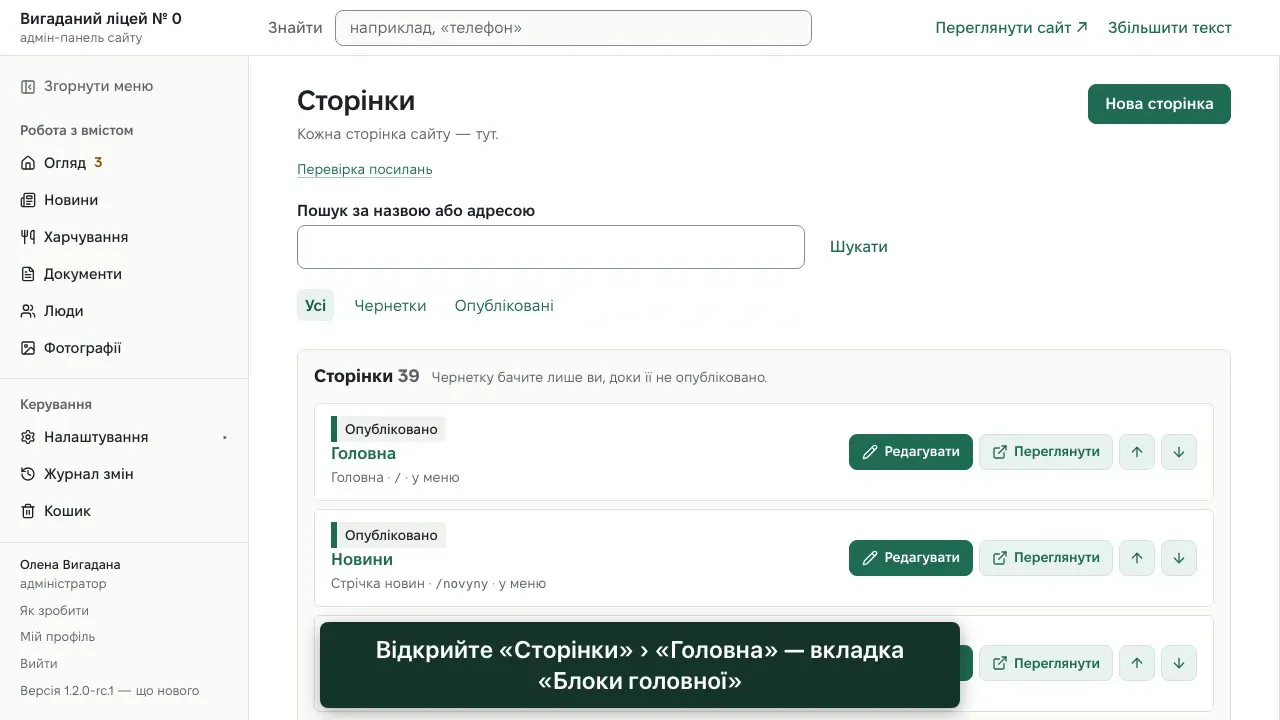 Вигаданий ліцей № 0
адмін-панель сайту
Знайти
наприклад, «телефон»
Переглянути сайт ↗
Збільшити текст
Згорнути меню
Робота з вмістом
Огляд 3
Новини
Харчування
Документи
Люди
Фотографії
Керування
Налаштування
Журнал змін
Кошик
Олена Вигадана
адміністратор
Як зробити
Мій профіль
Вийти
Версія 1.2.0-rc.1 — що нового
Сторінки
Нова сторінка
Кожна сторінка сайту — тут.
Перевірка посилань
Пошук за назвою або адресою
Шукати
Усі Чернетки Опубліковані
Сторінки 39 Чернетку бачите лише ви, доки її не опубліковано.
Опубліковано
Головна
Головна · / · у меню
Редагувати Переглянути ↑ ↓
Опубліковано
Новини
Стрічка новин · /novyny · у меню
Редагувати Переглянути ↑ ↓
Переглянути ↑ ↓
Відкрийте «Сторінки» › «Головна» — вкладка
«Блоки головної»